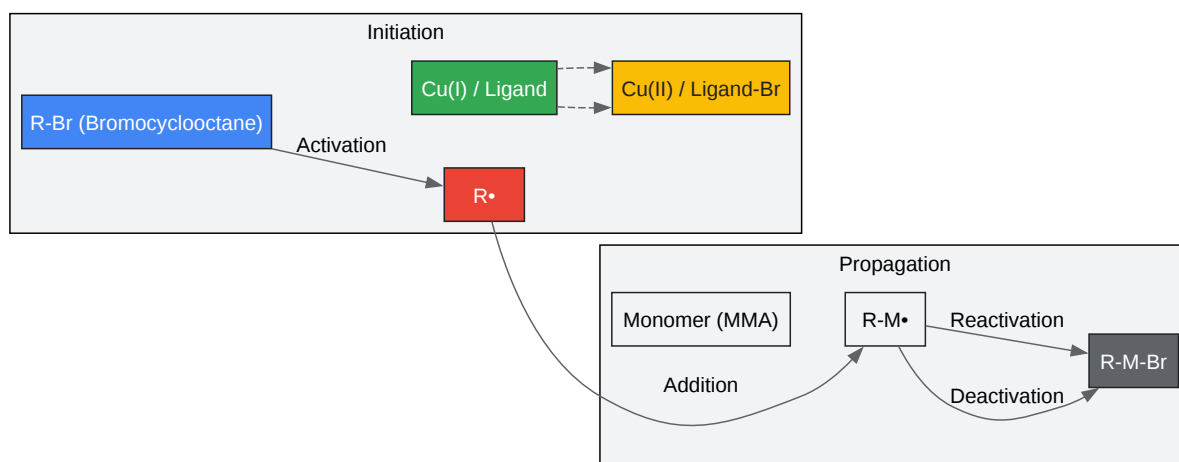 Initiation
Cu(I) / Ligand
Cu(II) / Ligand-Br
R-Br (Bromocyclooctane)
Activation
R•
Propagation
Monomer (MMA)
R-M•
Reactivation
R-M-Br
Addition
Deactivation